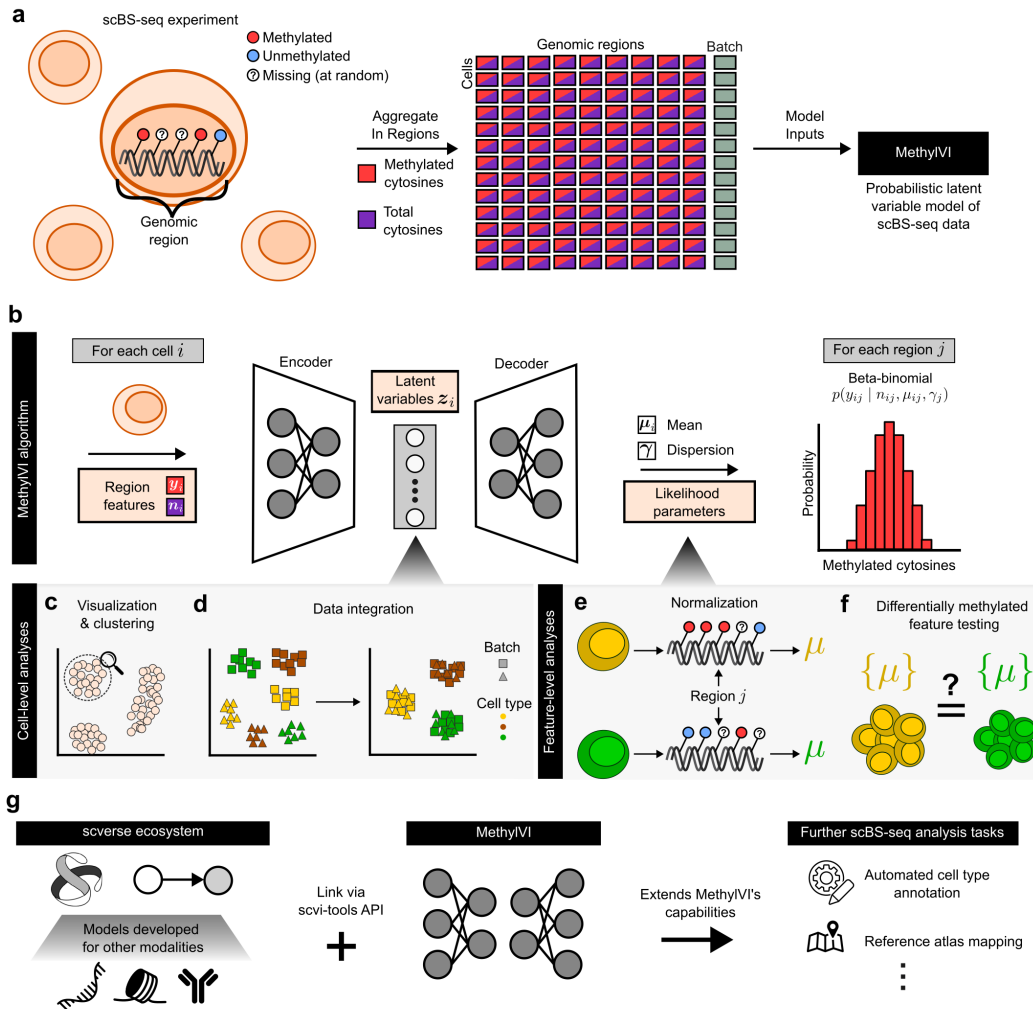 a
scBS-seq experiment
Methylated
Unmethylated
? Missing (at random)
? ?
Genomic
region
Aggregate
In Regions
Methylated
cytosines
Total
cytosines
Genomic regions
Batch
Cells
Model
Inputs
MethylVI
Probabilistic latent
variable model of
scBS-seq data
b
MethylVI algorithm
For each cell i
Region
features
y_i
n_i
Encoder
Latent
variables z_i
Decoder
μ_i Mean
γ Dispersion
Likelihood
parameters
For each region j
Beta-binomial
p(y_ij | n_ij, μ_ij, γ_j)
Probability
Methylated cytosines
Cell-level analyses
c
Visualization
& clustering
d
Data integration
Batch
Cell type
Feature-level analyses
e
Normalization
?
μ
Region j
? ?
μ
f
Differentially methylated
feature testing
{μ} ? = {μ}
g
scverse ecosystem
Models developed
for other modalities
Link via
scvi-tools API
+
MethylVI
Extends MethylVI's
capabilities
Further scBS-seq analysis tasks
Automated cell type
annotation
Reference atlas mapping